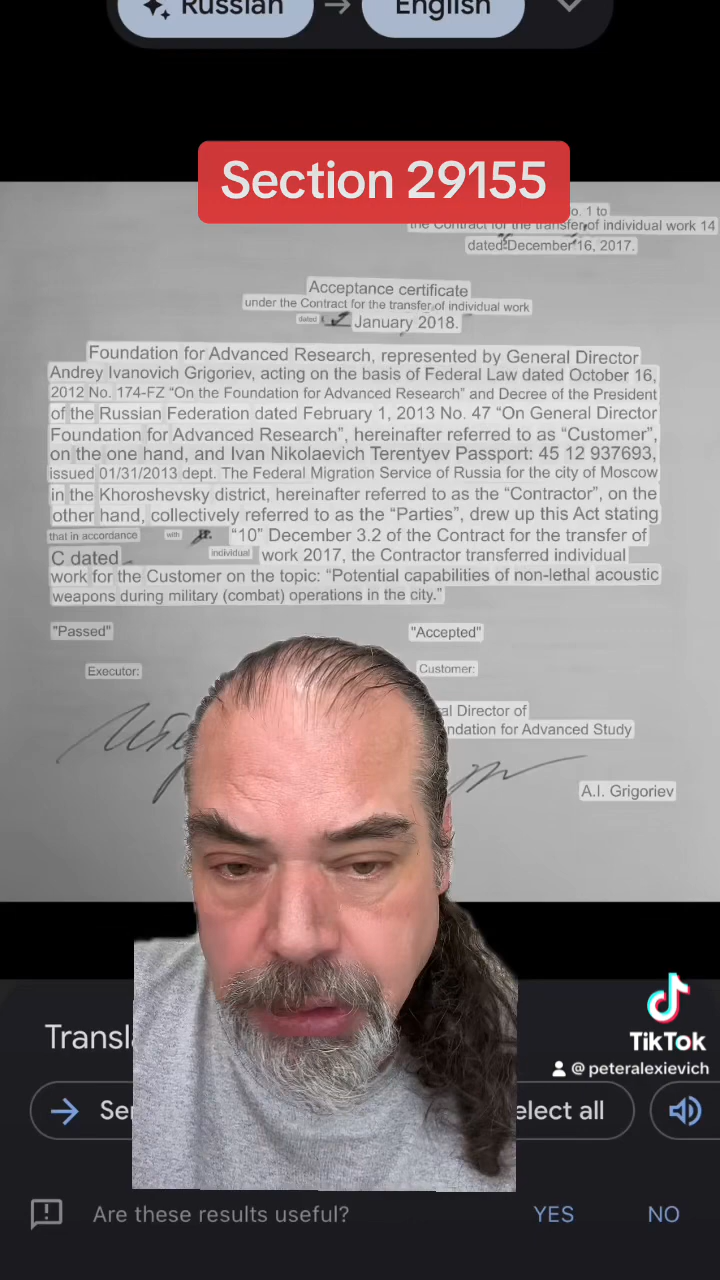 Russian → English
Section 29155
o. 1 to
the Contract for the transfer of individual work 14
dated December 16, 2017.
Acceptance certificate
under the Contract for the transfer of individual work
dated January 2018.
Foundation for Advanced Research, represented by General Director
Andrey Ivanovich Grigoriev, acting on the basis of Federal Law dated October 16,
2012 No. 174-FZ “On the Foundation for Advanced Research” and Decree of the President
of the Russian Federation dated February 1, 2013 No. 47 “On General Director
Foundation for Advanced Research”, hereinafter referred to as “Customer”,
on the one hand, and Ivan Nikolaevich Terentyev Passport: 45 12 937693,
issued 01/31/2013 dept. The Federal Migration Service of Russia for the city of Moscow
in the Khoroshevsky district, hereinafter referred to as the “Contractor”, on the
other hand, collectively referred to as the “Parties”, drew up this Act stating
that in accordance with “10” December 3.2 of the Contract for the transfer of
C dated individual work 2017, the Contractor transferred individual
work for the Customer on the topic: “Potential capabilities of non-lethal acoustic
weapons during military (combat) operations in the city.”
"Passed" "Accepted"
Executor: Customer:
al Director of
ndation for Advanced Study
A.I. Grigoriev
TikTok
@peteralexievich
Transl
Se elect all
Are these results useful? YES NO